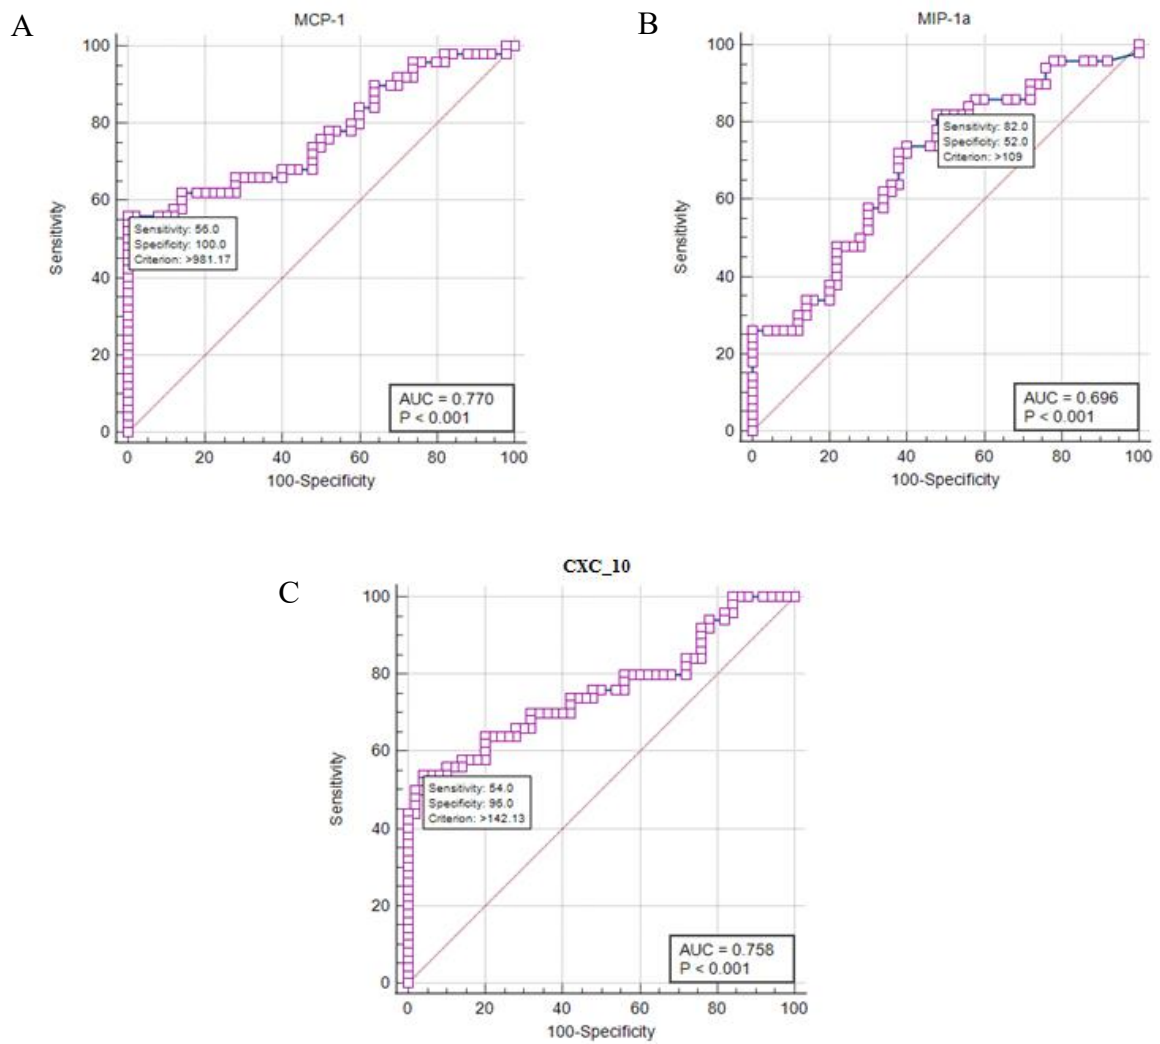 A
MCP-1
100
80
60
40
20
0
Sensitivity
Sensitivity: 56.0
Specificity: 100.0
Criterion: >981.17
AUC = 0.770
P < 0.001
0 20 40 60 80 100
100-Specificity
B
MIP-1a
100
80
60
40
20
0
Sensitivity
Sensitivity: 82.0
Specificity: 52.0
Criterion: >109
AUC = 0.696
P < 0.001
0 20 40 60 80 100
100-Specificity
C
CXC_10
100
80
60
40
20
0
Sensitivity
Sensitivity: 54.0
Specificity: 96.0
Criterion: >142.13
AUC = 0.758
P < 0.001
0 20 40 60 80 100
100-Specificity